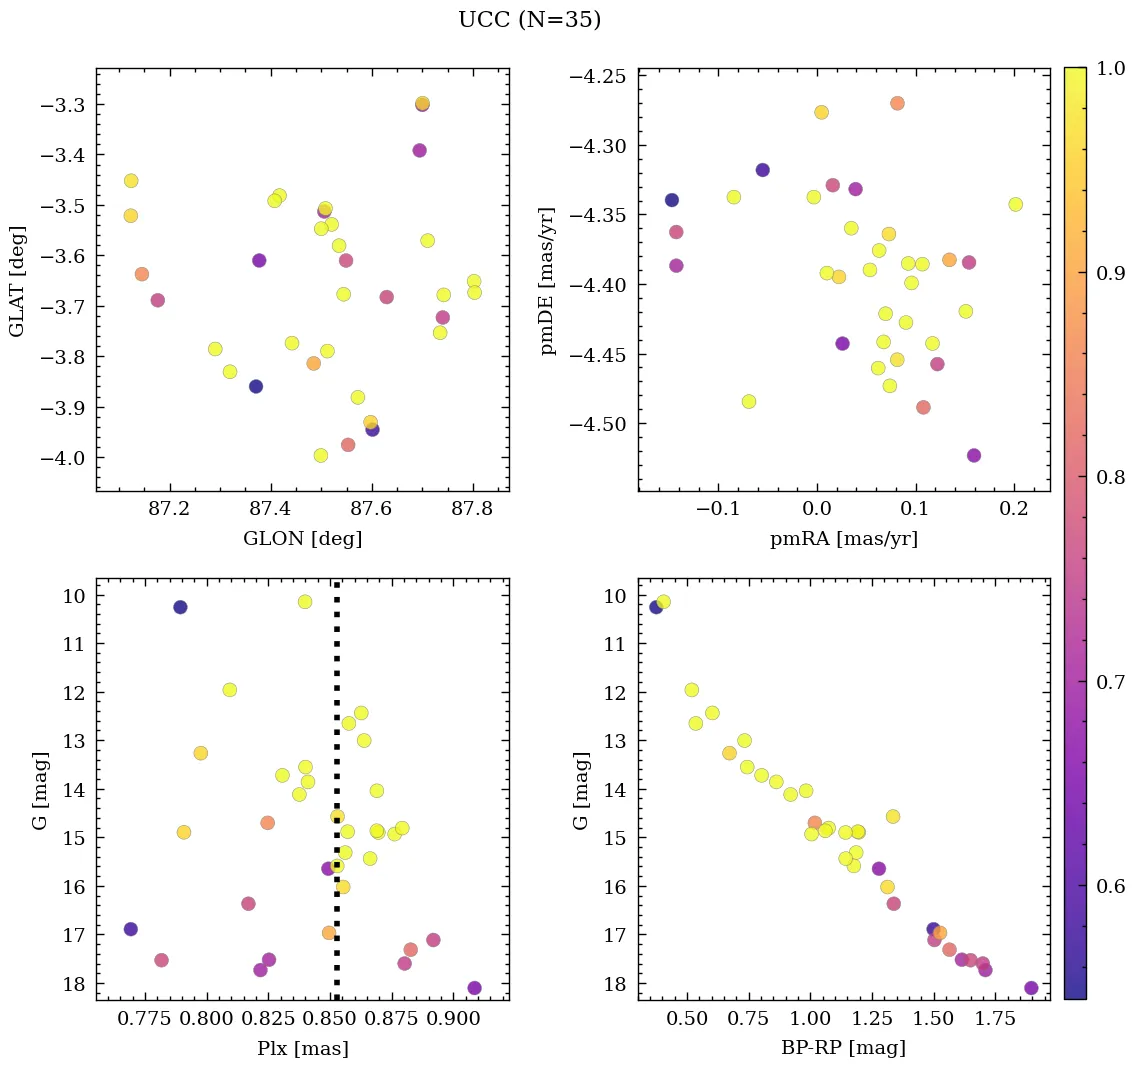 UCC (N=35)
−3.3
−3.4
−3.5
−3.6
−3.7
−3.8
−3.9
−4.0
GLAT [deg]
87.2 87.4 87.6 87.8
GLON [deg]
−4.25
−4.30
−4.35
−4.40
−4.45
−4.50
pmDE [mas/yr]
−0.1 0.0 0.1 0.2
pmRA [mas/yr]
1.0
0.9
0.8
0.7
0.6
10
11
12
13
14
15
16
17
18
G [mag]
0.775 0.800 0.825 0.850 0.875 0.900
Plx [mas]
10
11
12
13
14
15
16
17
18
G [mag]
0.50 0.75 1.00 1.25 1.50 1.75
BP-RP [mag]